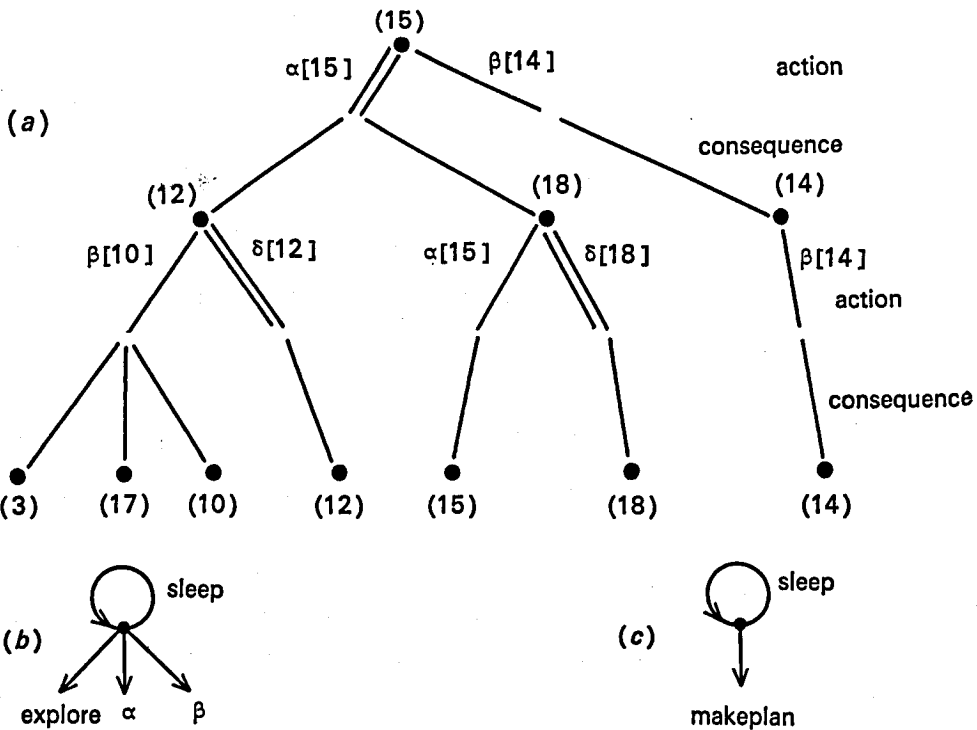 (15)
α[15] β[14] action
(a)
consequence
(12) (18) (14)
β[10] δ[12] α[15] δ[18] β[14]
action
consequence
(3) (17) (10) (12) (15) (18) (14)
sleep sleep
(b) (c)
explore α β makeplan